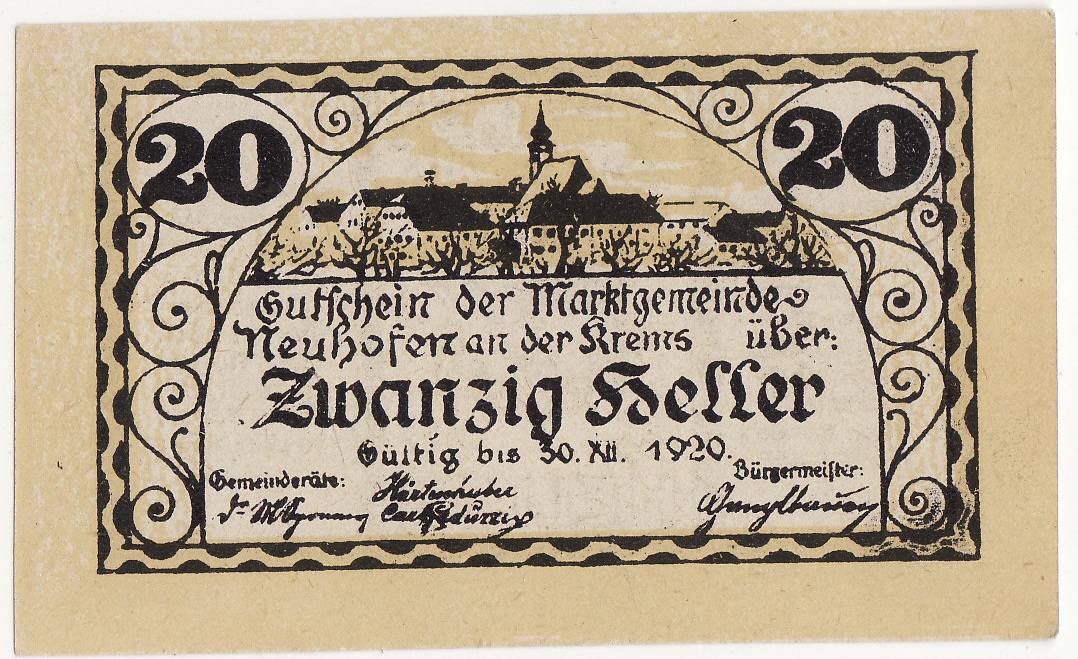 20 20
Gutschein der Marktgemeinde
Neuhofen an der Krems über:
Zwanzig Heller
Gültig bis 30. XII. 1920.
Gemeinderäte: Bürgermeister: